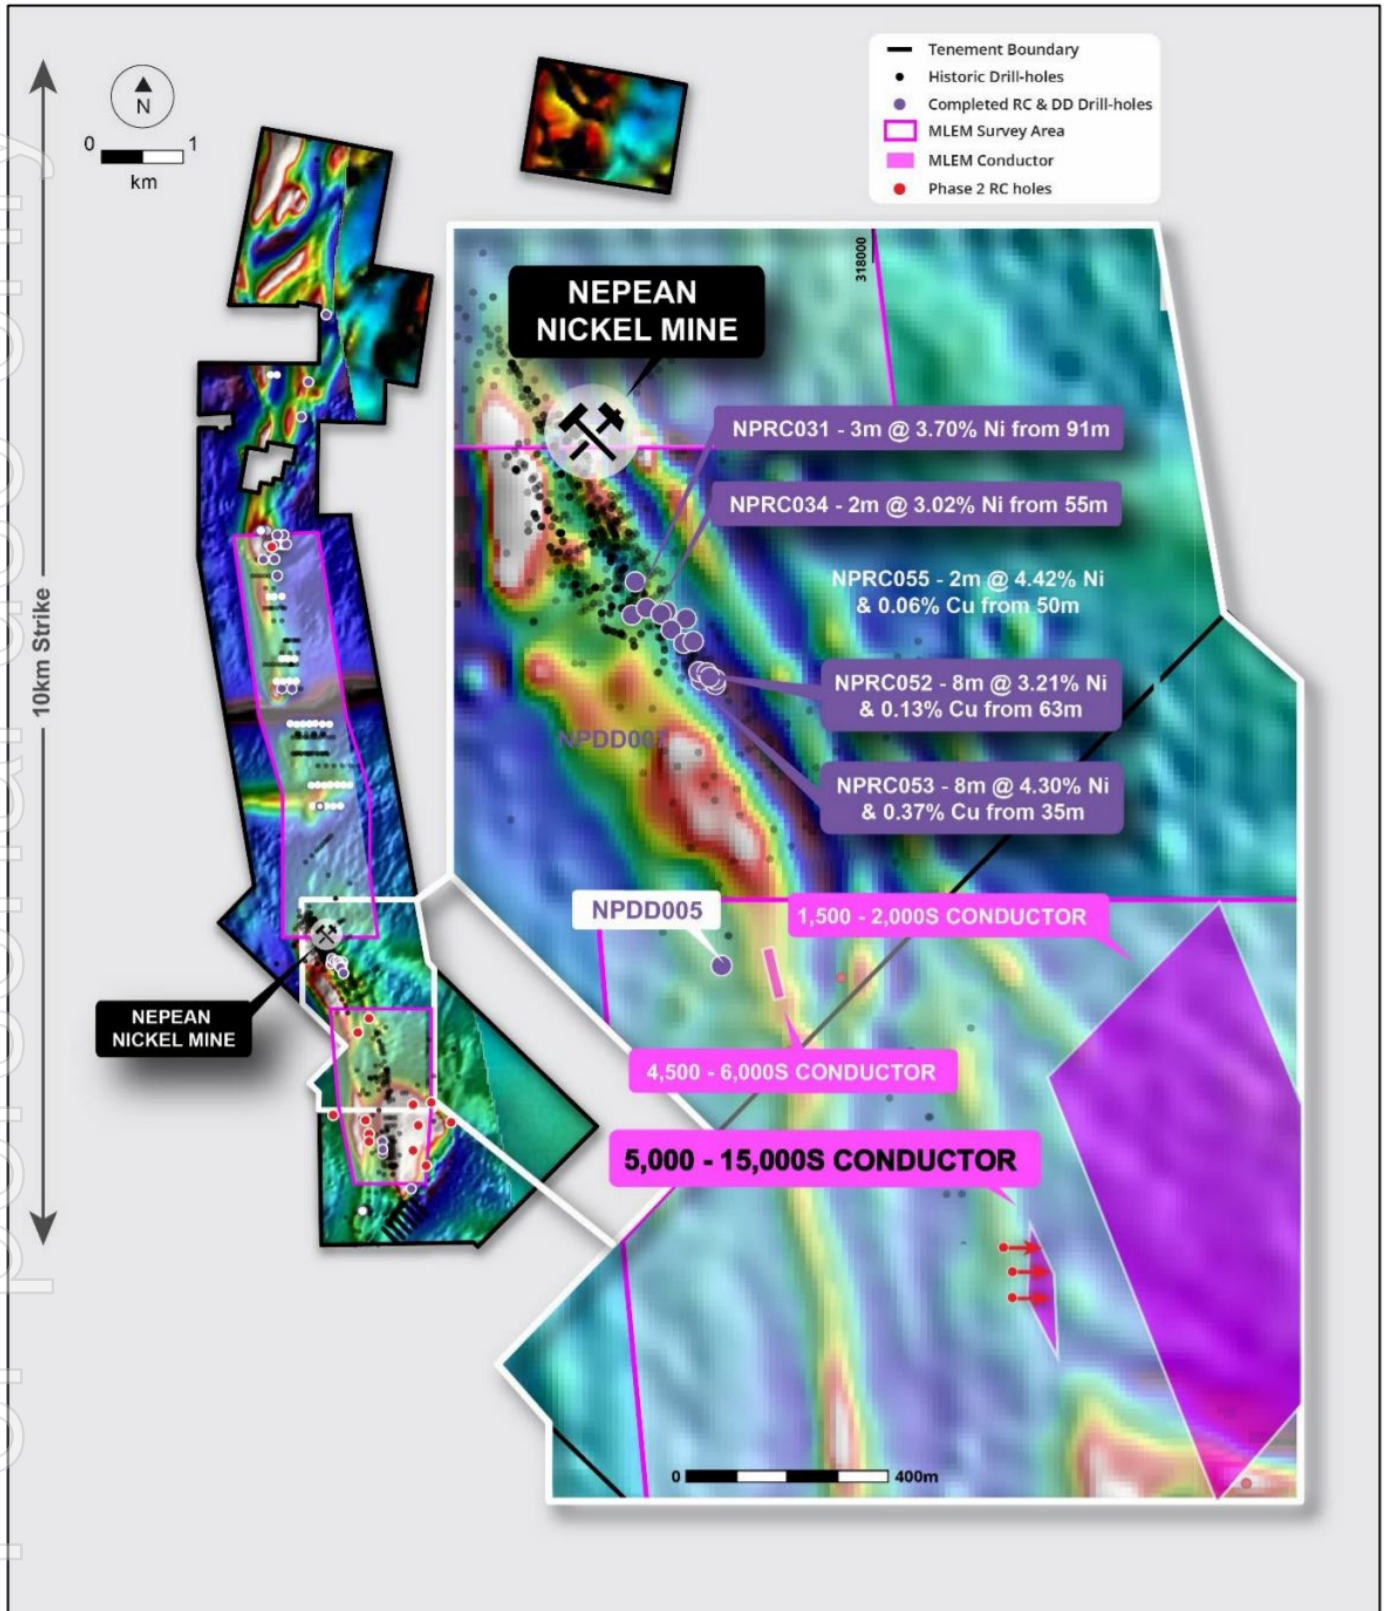 Tenement Boundary
Historic Drill-holes
Completed RC & DD Drill-holes
MLEM Survey Area
MLEM Conductor
Phase 2 RC holes
N
0 1
km
10km Strike
318000
NEPEAN
NICKEL MINE
NPRC031 - 3m @ 3.70% Ni from 91m
NPRC034 - 2m @ 3.02% Ni from 55m
NPRC055 - 2m @ 4.42% Ni
& 0.06% Cu from 50m
NPRC052 - 8m @ 3.21% Ni
& 0.13% Cu from 63m
NPDD007
NPRC053 - 8m @ 4.30% Ni
& 0.37% Cu from 35m
NPDD005
1,500 - 2,000S CONDUCTOR
NEPEAN
NICKEL MINE
4,500 - 6,000S CONDUCTOR
5,000 - 15,000S CONDUCTOR
0 400m